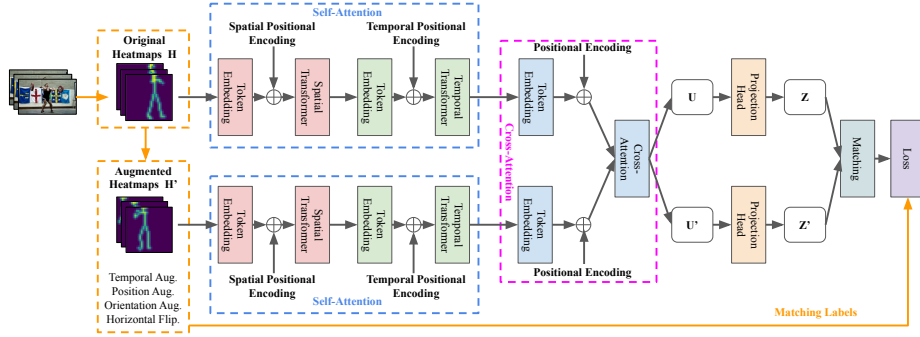 Self-Attention
Original
Heatmaps H
Spatial Positional
Encoding
Temporal Positional
Encoding
Token
Embedding
Spatial
Transformer
Token
Embedding
Temporal
Transformer
Positional Encoding
Token
Embedding
Cross-Attention
Cross-
Attention
U
Projection
Head
Z
Matching
Loss
Augmented
Heatmaps H’
Temporal Aug.
Position Aug.
Orientation Aug.
Horizontal Flip.
Token
Embedding
Spatial
Transformer
Token
Embedding
Temporal
Transformer
Spatial Positional
Encoding
Temporal Positional
Encoding
Self-Attention
Token
Embedding
Positional Encoding
U’
Projection
Head
Z’
Matching Labels